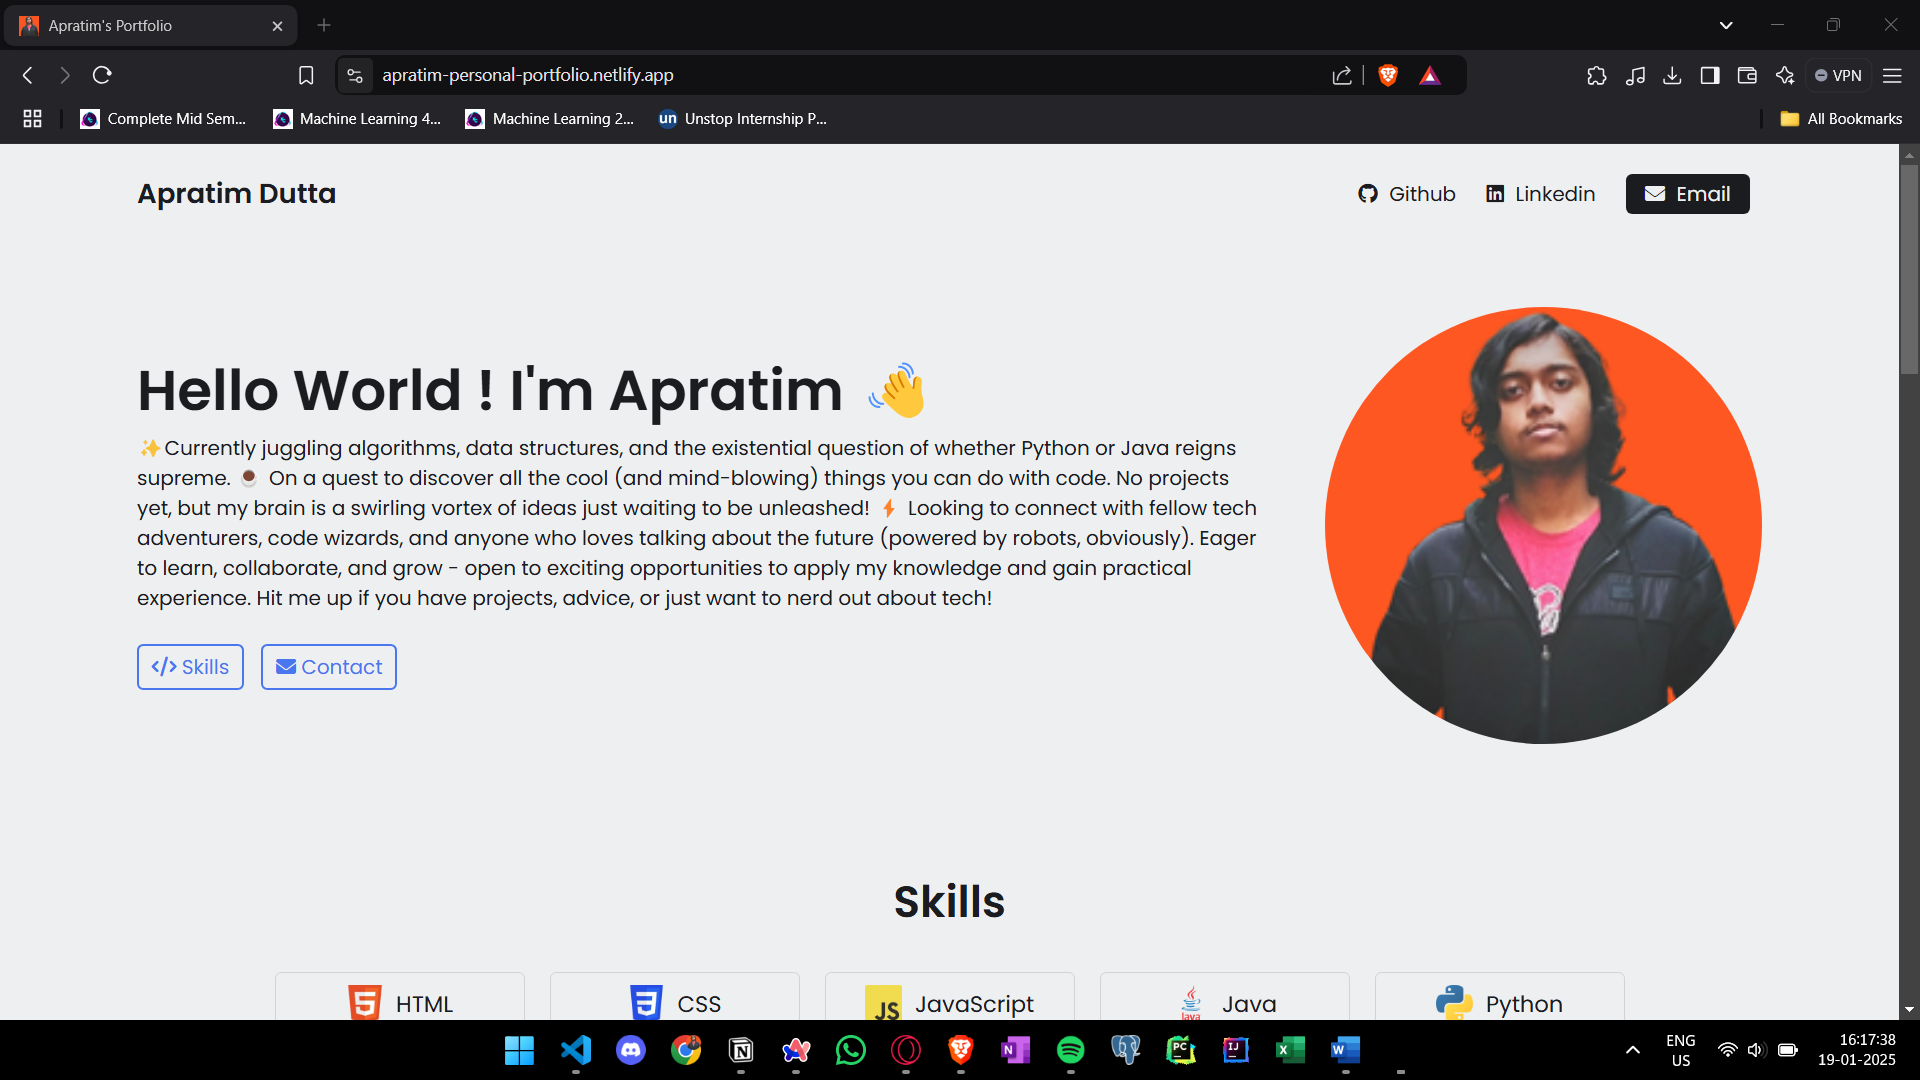 Apratim's Portfolio
apratim-personal-portfolio.netlify.app
VPN
Complete Mid Sem...
Machine Learning 4...
Machine Learning 2...
un
Unstop Internship P...
All Bookmarks
Apratim Dutta
Github
Linkedin
Email
Hello World ! I'm Apratim 👋
✨Currently juggling algorithms, data structures, and the existential question of whether Python or Java reigns
supreme. ☕ On a quest to discover all the cool (and mind-blowing) things you can do with code. No projects
yet, but my brain is a swirling vortex of ideas just waiting to be unleashed! ⚡ Looking to connect with fellow tech
adventurers, code wizards, and anyone who loves talking about the future (powered by robots, obviously). Eager
to learn, collaborate, and grow - open to exciting opportunities to apply my knowledge and gain practical
experience. Hit me up if you have projects, advice, or just want to nerd out about tech!
</> Skills
Contact
Skills
HTML
CSS
JS
JavaScript
Java
Java
Python
ENG
US
16:17:38
19-01-2025